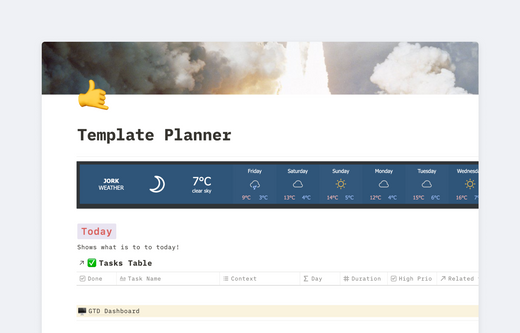 Template Planner
JORK
WEATHER
7°C
clear sky
Friday
9°C 3°C
Saturday
13°C 4°C
Sunday
14°C 5°C
Monday
12°C 4°C
Tuesday
15°C 6°C
Wednesd
16°C 7°
Today
Shows what is to to today!
Tasks Table
Done Task Name Context Day Duration High Prio Related
GTD Dashboard